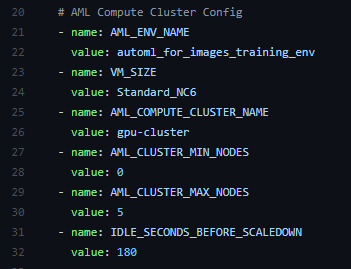 20 # AML Compute Cluster Config
21 - name: AML_ENV_NAME
22 value: automl_for_images_training_env
23 - name: VM_SIZE
24 value: Standard_NC6
25 - name: AML_COMPUTE_CLUSTER_NAME
26 value: gpu-cluster
27 - name: AML_CLUSTER_MIN_NODES
28 value: 0
29 - name: AML_CLUSTER_MAX_NODES
30 value: 5
31 - name: IDLE_SECONDS_BEFORE_SCALEDOWN
32 value: 180